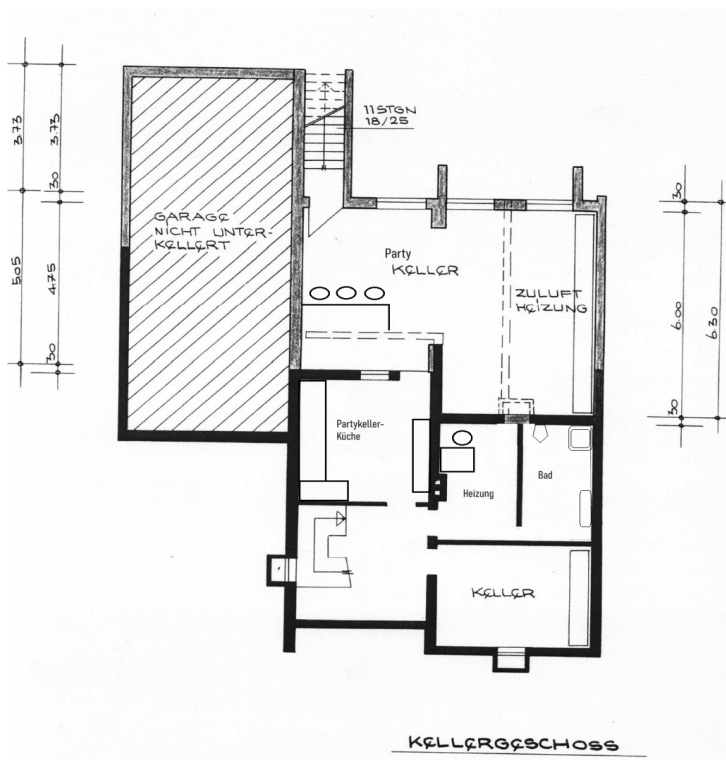 11 STGN
18/25
3.73
3.73
30
GARAGE
NICHT UNTER-
KELLERT
Party
KELLER
ZULUFT
HEIZUNG
5.05
4.75
30
30
6.00
6.30
30
Partykeller-
Küche
Heizung
Bad
KELLER
KELLERGESCHOSS